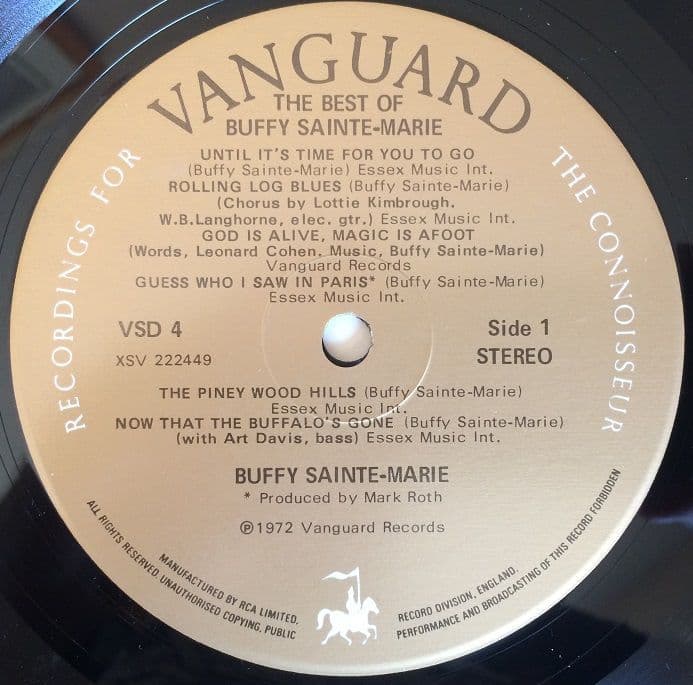 VANGUARD
RECORDINGS FOR
THE CONNOISSEUR
THE BEST OF
BUFFY SAINTE-MARIE
UNTIL IT'S TIME FOR YOU TO GO
(Buffy Sainte-Marie) Essex Music Int.
ROLLING LOG BLUES (Buffy Sainte-Marie)
(Chorus by Lottie Kimbrough.
W.B.Langhorne, elec. gtr.) Essex Music Int.
GOD IS ALIVE, MAGIC IS AFOOT
(Words, Leonard Cohen. Music, Buffy Sainte-Marie)
Vanguard Records
GUESS WHO I SAW IN PARIS* (Buffy Sainte-Marie)
Essex Music Int.
VSD 4 Side 1
XSV 222449 STEREO
THE PINEY WOOD HILLS (Buffy Sainte-Marie)
Essex Music Int.
NOW THAT THE BUFFALO'S GONE (Buffy Sainte-Marie)
(with Art Davis, bass) Essex Music Int.
BUFFY SAINTE-MARIE
* Produced by Mark Roth
℗1972 Vanguard Records
MANUFACTURED BY RCA LIMITED, RECORD DIVISION, ENGLAND.
ALL RIGHTS RESERVED. UNAUTHORISED COPYING, PUBLIC PERFORMANCE AND BROADCASTING OF THIS RECORD FORBIDDEN